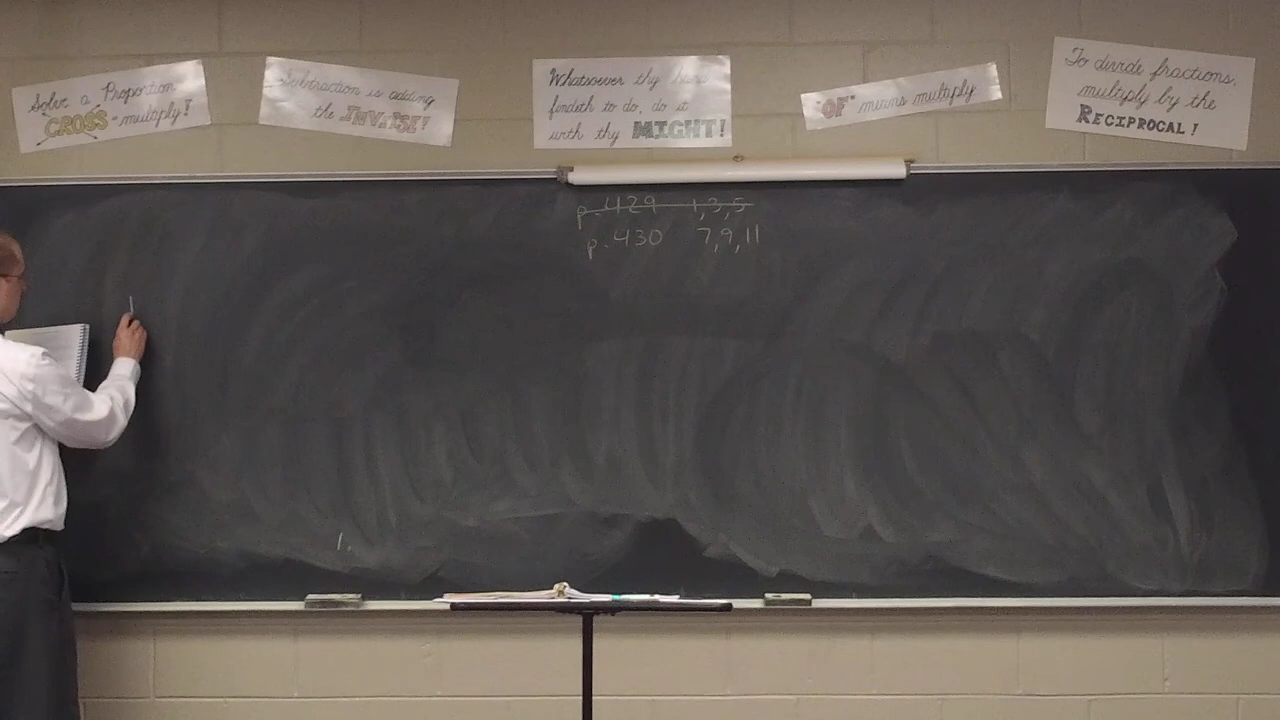 Solve a Proportion
"CROSS"-multiply!
Subtraction is adding
the INVERSE!
Whatsoever thy hand
findeth to do, do it
with thy MIGHT!
"OF" means multiply
To divide fractions,
multiply by the
RECIPROCAL!
p. 429 1,3,5
p. 430 7,9,11
1.